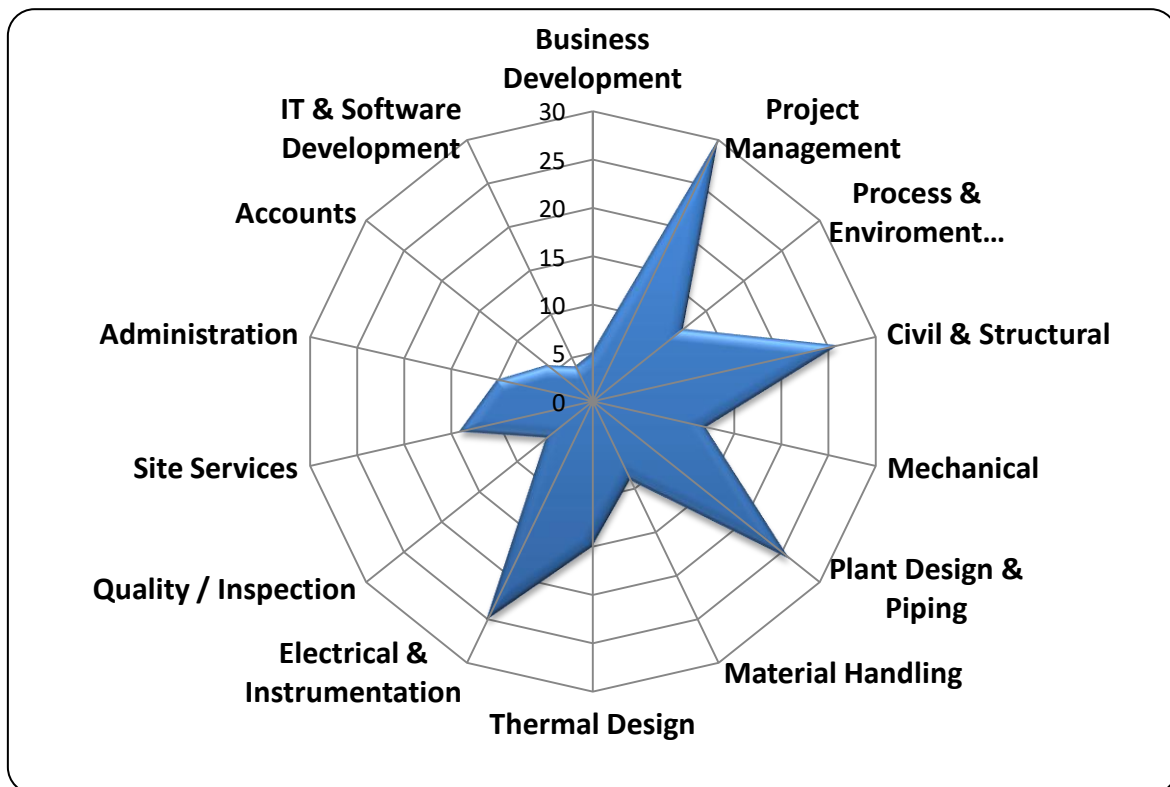 Business
Development
Project
Management
Process &
Enviroment…
Civil & Structural
Mechanical
Plant Design &
Piping
Material Handling
Thermal Design
Electrical &
Instrumentation
Quality / Inspection
Site Services
Administration
Accounts
IT & Software
Development
30
25
20
15
10
5
0